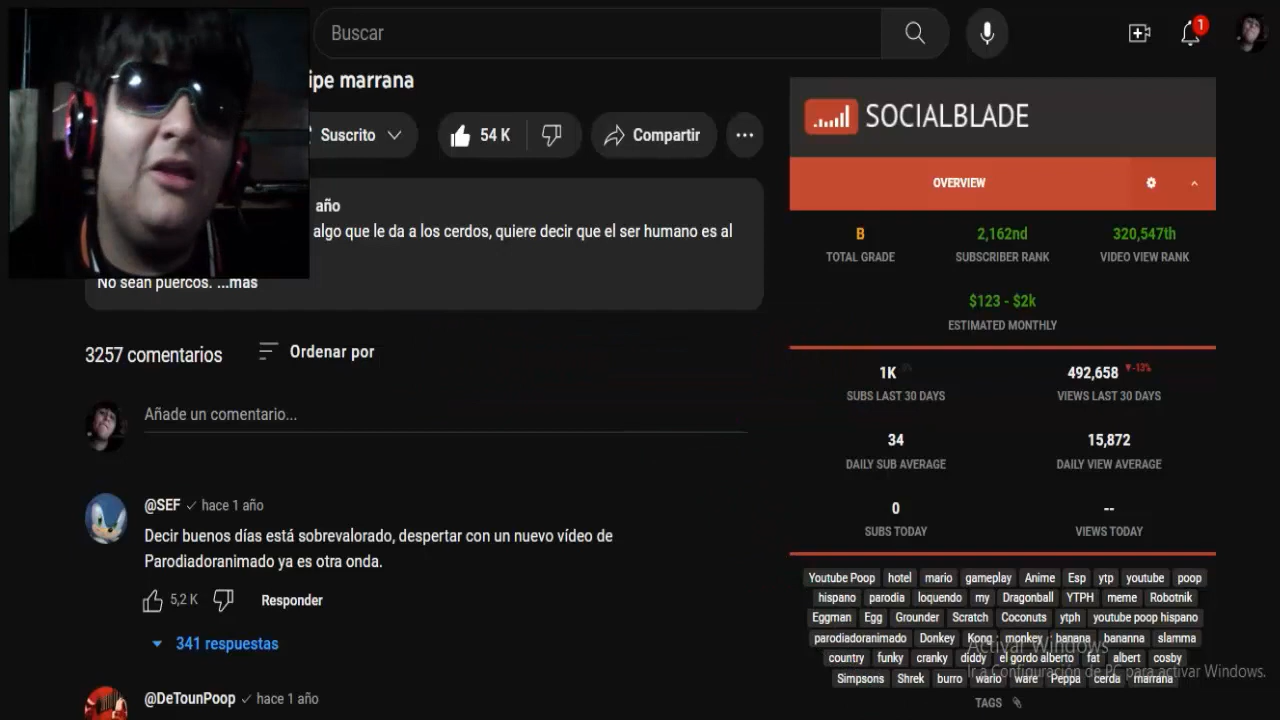 Buscar
1
ipe marrana
Suscrito
54 K
Compartir
año
algo que le da a los cerdos, quiere decir que el ser humano es al
No sean puercos. ...más
3257 comentarios
Ordenar por
Añade un comentario...
@SEF hace 1 año
Decir buenos días está sobrevalorado, despertar con un nuevo vídeo de
Parodiadoranimado ya es otra onda.
5,2 K
Responder
341 respuestas
@DeTounPoop hace 1 año
SOCIALBLADE
OVERVIEW
B 2,162nd 320,547th
TOTAL GRADE SUBSCRIBER RANK VIDEO VIEW RANK
$123 - $2k
ESTIMATED MONTHLY
1K 492,658 -13%
SUBS LAST 30 DAYS VIEWS LAST 30 DAYS
34 15,872
DAILY SUB AVERAGE DAILY VIEW AVERAGE
0 --
SUBS TODAY VIEWS TODAY
Youtube Poop hotel mario gameplay Anime Esp ytp youtube poop
hispano parodia loquendo my Dragonball YTPH meme Robotnik
Eggman Egg Grounder Scratch Coconuts ytph youtube poop hispano
parodiadoranimado Donkey Kong monkey banana bananna slamma
country funky cranky diddy el gordo alberto fat albert cosby
Simpsons Shrek burro wario ware Peppa cerda marrana
TAGS
Activar Windows
Ir a Configuración de PC para activar Windows.